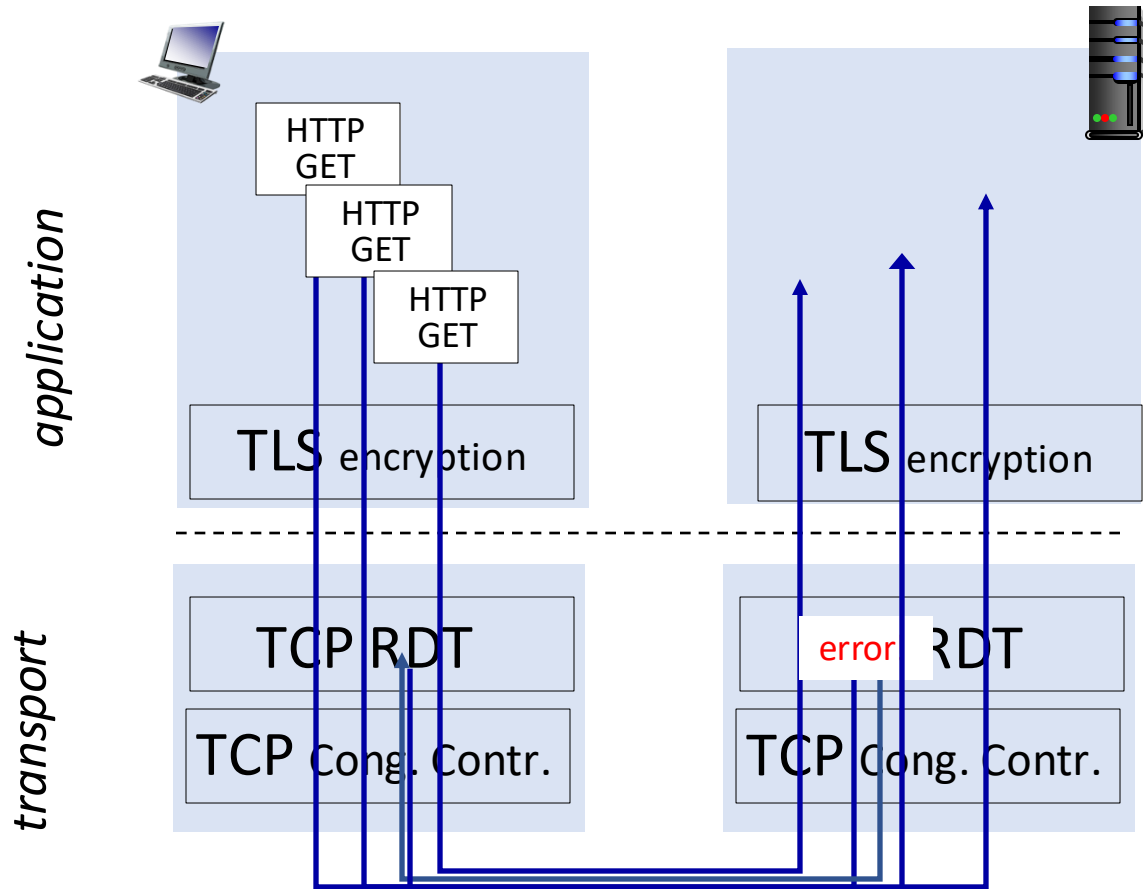 application
HTTP
GET
HTTP
GET
HTTP
GET
TLS encryption
TLS encryption
transport
TCP RDT
error RDT
TCP Cong. Contr.
TCP Cong. Contr.